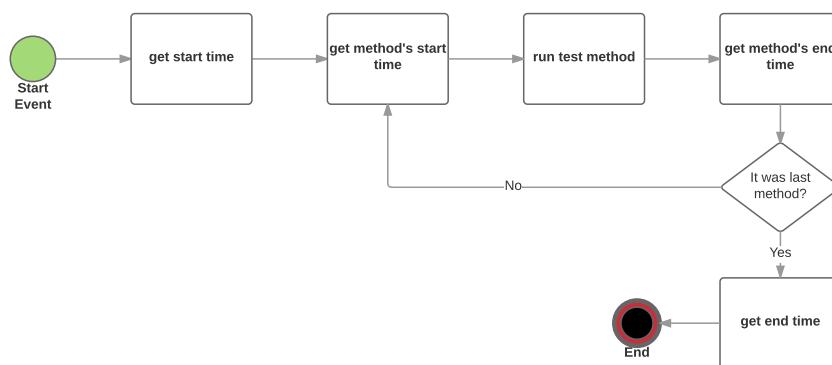 get start time
get method's start
time
run test method
get method's end
time
Start
Event
It was last
method?
No
Yes
get end time
End